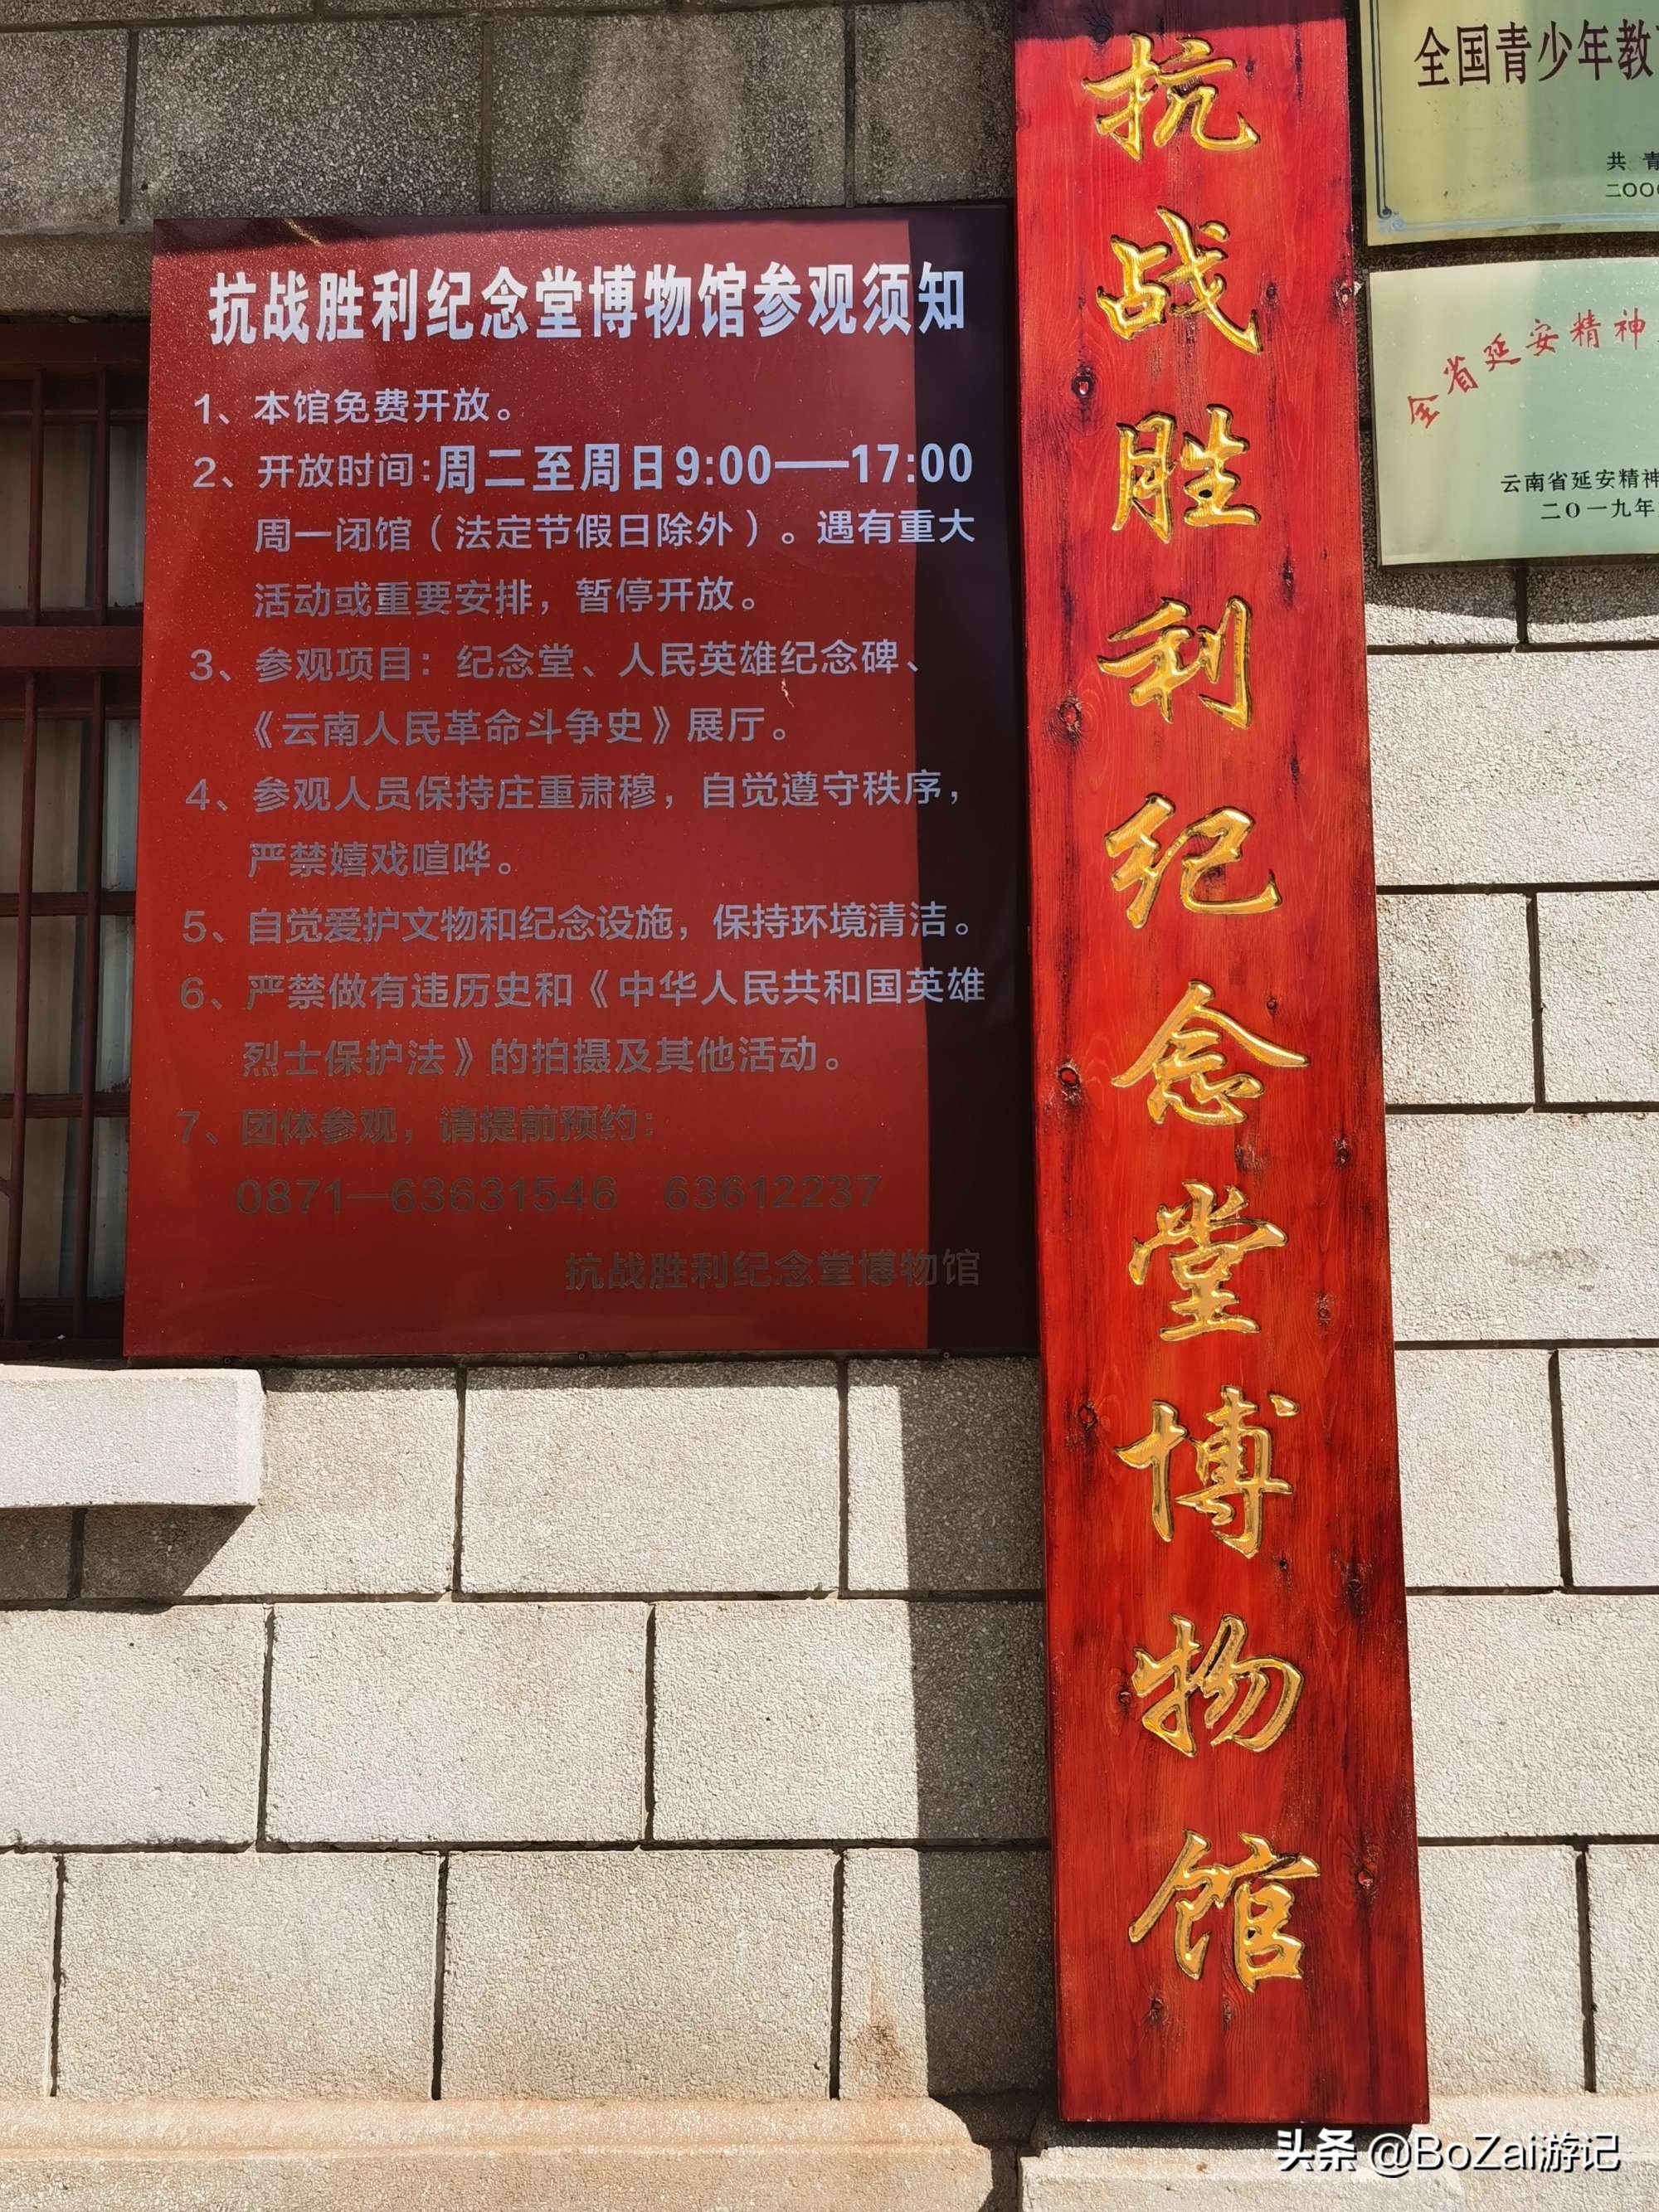 抗战胜利纪念堂博物馆参观须知
1、本馆免费开放。
2、开放时间:周二至周日9:00——17:00
周一闭馆（法定节假日除外）。遇有重大
活动或重要安排，暂停开放。
3、参观项目：纪念堂、人民英雄纪念碑、
《云南人民革命斗争史》展厅。
4、参观人员保持庄重肃穆，自觉遵守秩序，
严禁嬉戏喧哗。
5、自觉爱护文物和纪念设施，保持环境清洁。
6、严禁做有违历史和《中华人民共和国英雄
烈士保护法》的拍摄及其他活动。
7、团体参观，请提前预约：
0871—63631546 63612237
抗战胜利纪念堂博物馆
抗战胜利纪念堂博物馆
全国青少年教
共青
二〇〇〇
全省延安精神
云南省延安精神
二〇一九年
头条 @BoZai游记